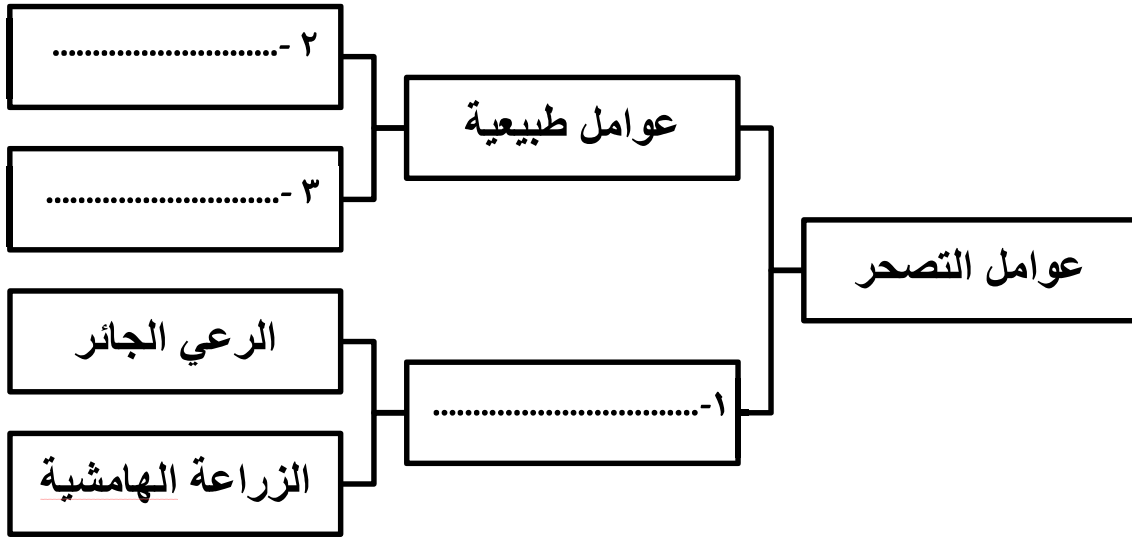 عوامل التصحر
عوامل طبيعية
٢ -............................
٣ -.............................
١-.................................
الرعي الجائر
الزراعة الهامشية